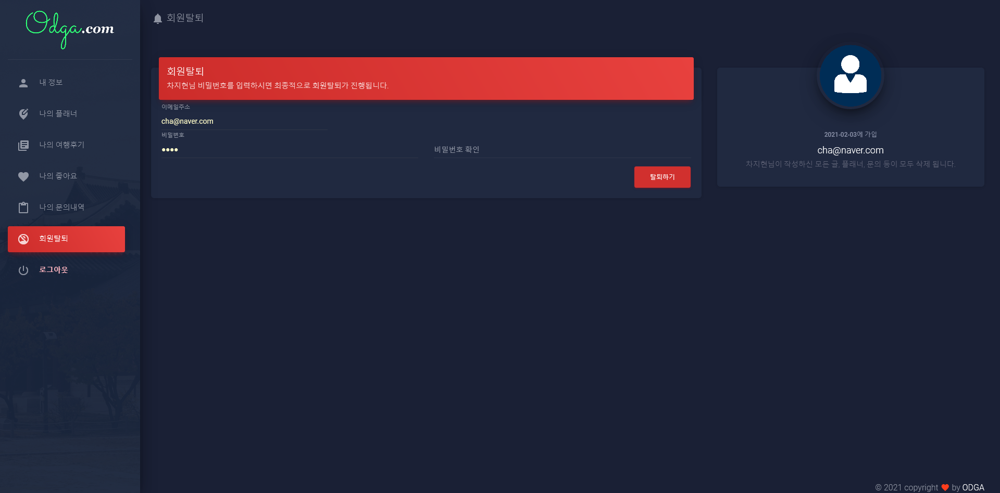 Odga.com
내 정보
나의 플래너
나의 여행후기
나의 좋아요
나의 문의내역
회원탈퇴
로그아웃
회원탈퇴
회원탈퇴
차지현님 비밀번호를 입력하시면 최종적으로 회원탈퇴가 진행됩니다.
이메일주소
cha@naver.com
비밀번호
비밀번호 확인
탈퇴하기
2021-02-03에 가입
cha@naver.com
차지현님이 작성하신 모든 글, 플래너, 문의 등이 모두 삭제 됩니다.
© 2021 copyright ♥ by ODGA